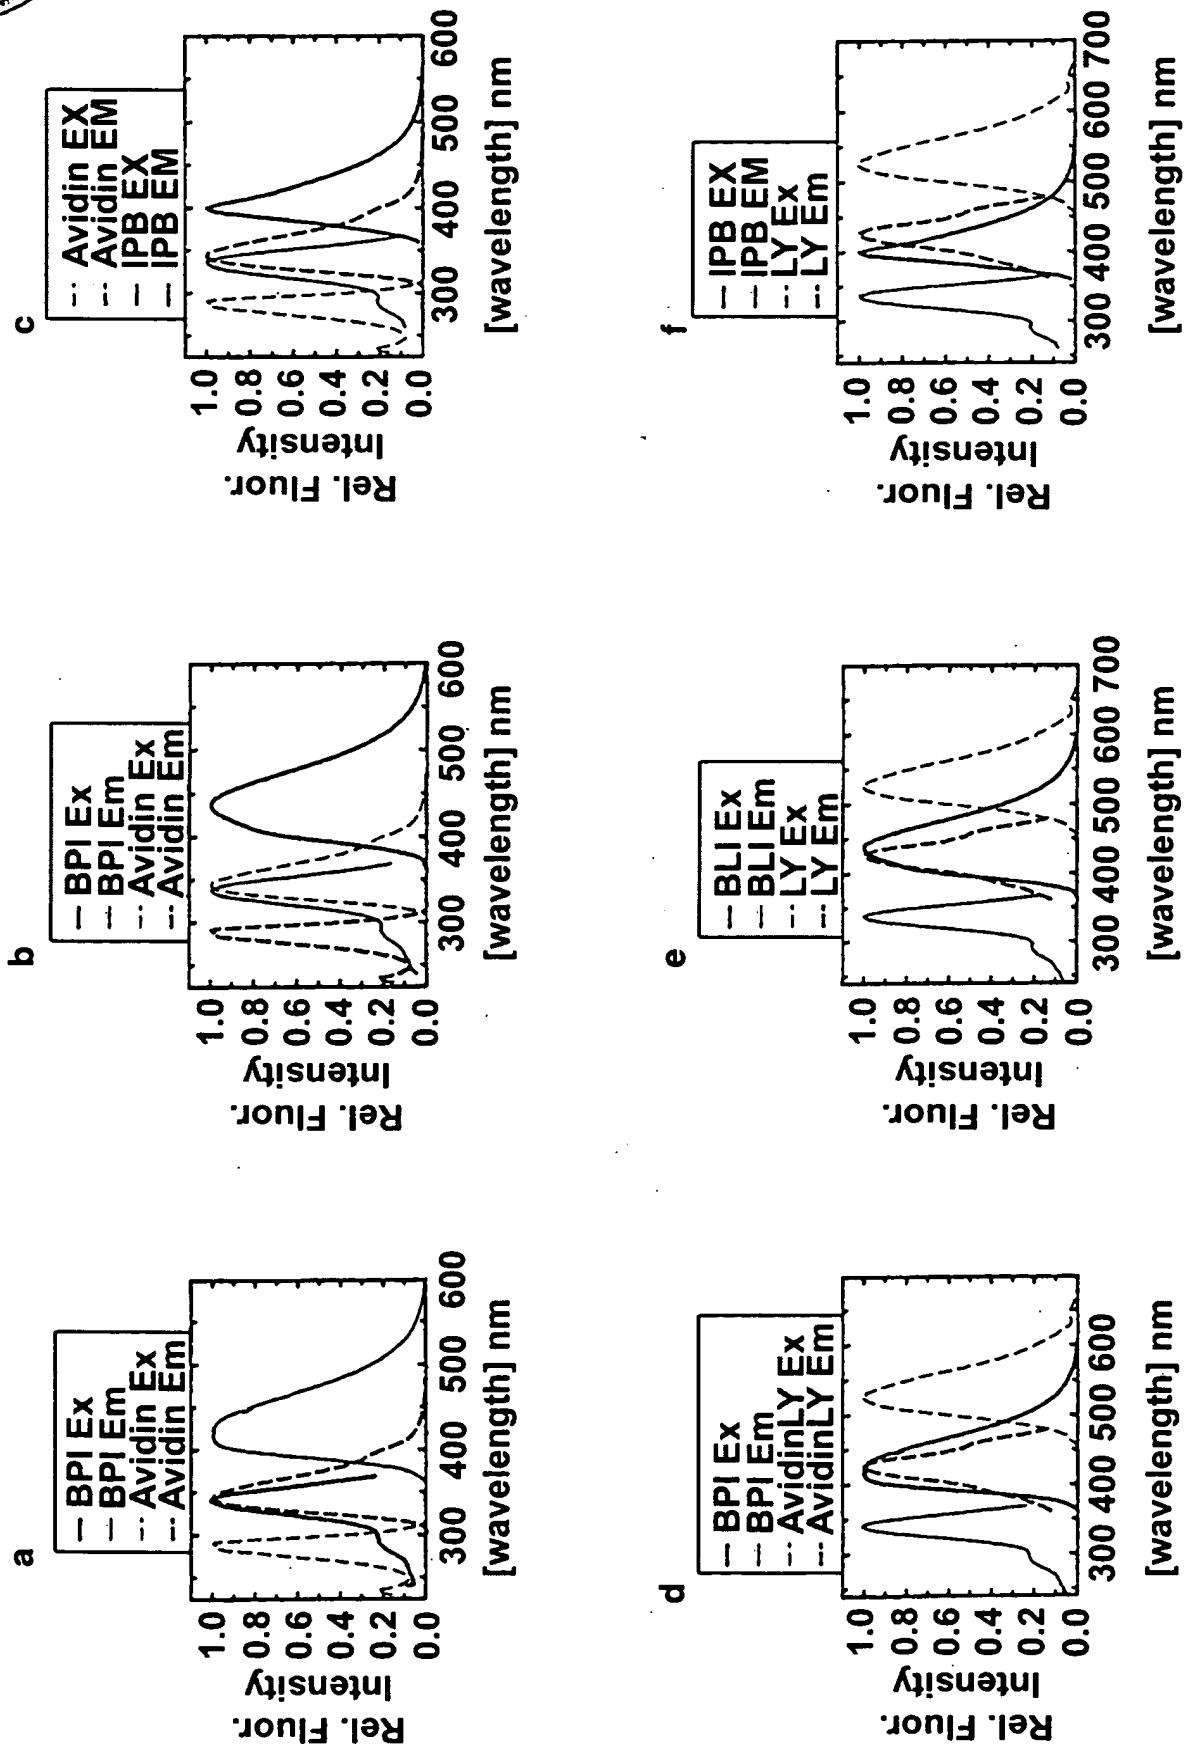 a
BPI Ex
BPI Em
Avidin Ex
Avidin Em
Rel. Fluor.
Intensity
1.0
0.8
0.6
0.4
0.2
0.0
300 400 500 600
[wavelength] nm
b
BPI Ex
BPI Em
Avidin Ex
Avidin Em
Rel. Fluor.
Intensity
1.0
0.8
0.6
0.4
0.2
0.0
300 400 500 600
[wavelength] nm
c
Avidin EX
Avidin EM
IPB EX
IPB EM
Rel. Fluor.
Intensity
1.0
0.8
0.6
0.4
0.2
0.0
300 400 500 600
[wavelength] nm
d
BPI Ex
BPI Em
AvidinLY Ex
AvidinLY Em
Rel. Fluor.
Intensity
1.0
0.8
0.6
0.4
0.2
0.0
300 400 500 600
[wavelength] nm
e
BLI Ex
BLI Em
LY Ex
LY Em
Rel. Fluor.
Intensity
1.0
0.8
0.6
0.4
0.2
0.0
300 400 500 600 700
[wavelength] nm
f
IPB EX
IPB EM
LY Ex
LY Em
Rel. Fluor.
Intensity
1.0
0.8
0.6
0.4
0.2
0.0
300 400 500 600 700
[wavelength] nm